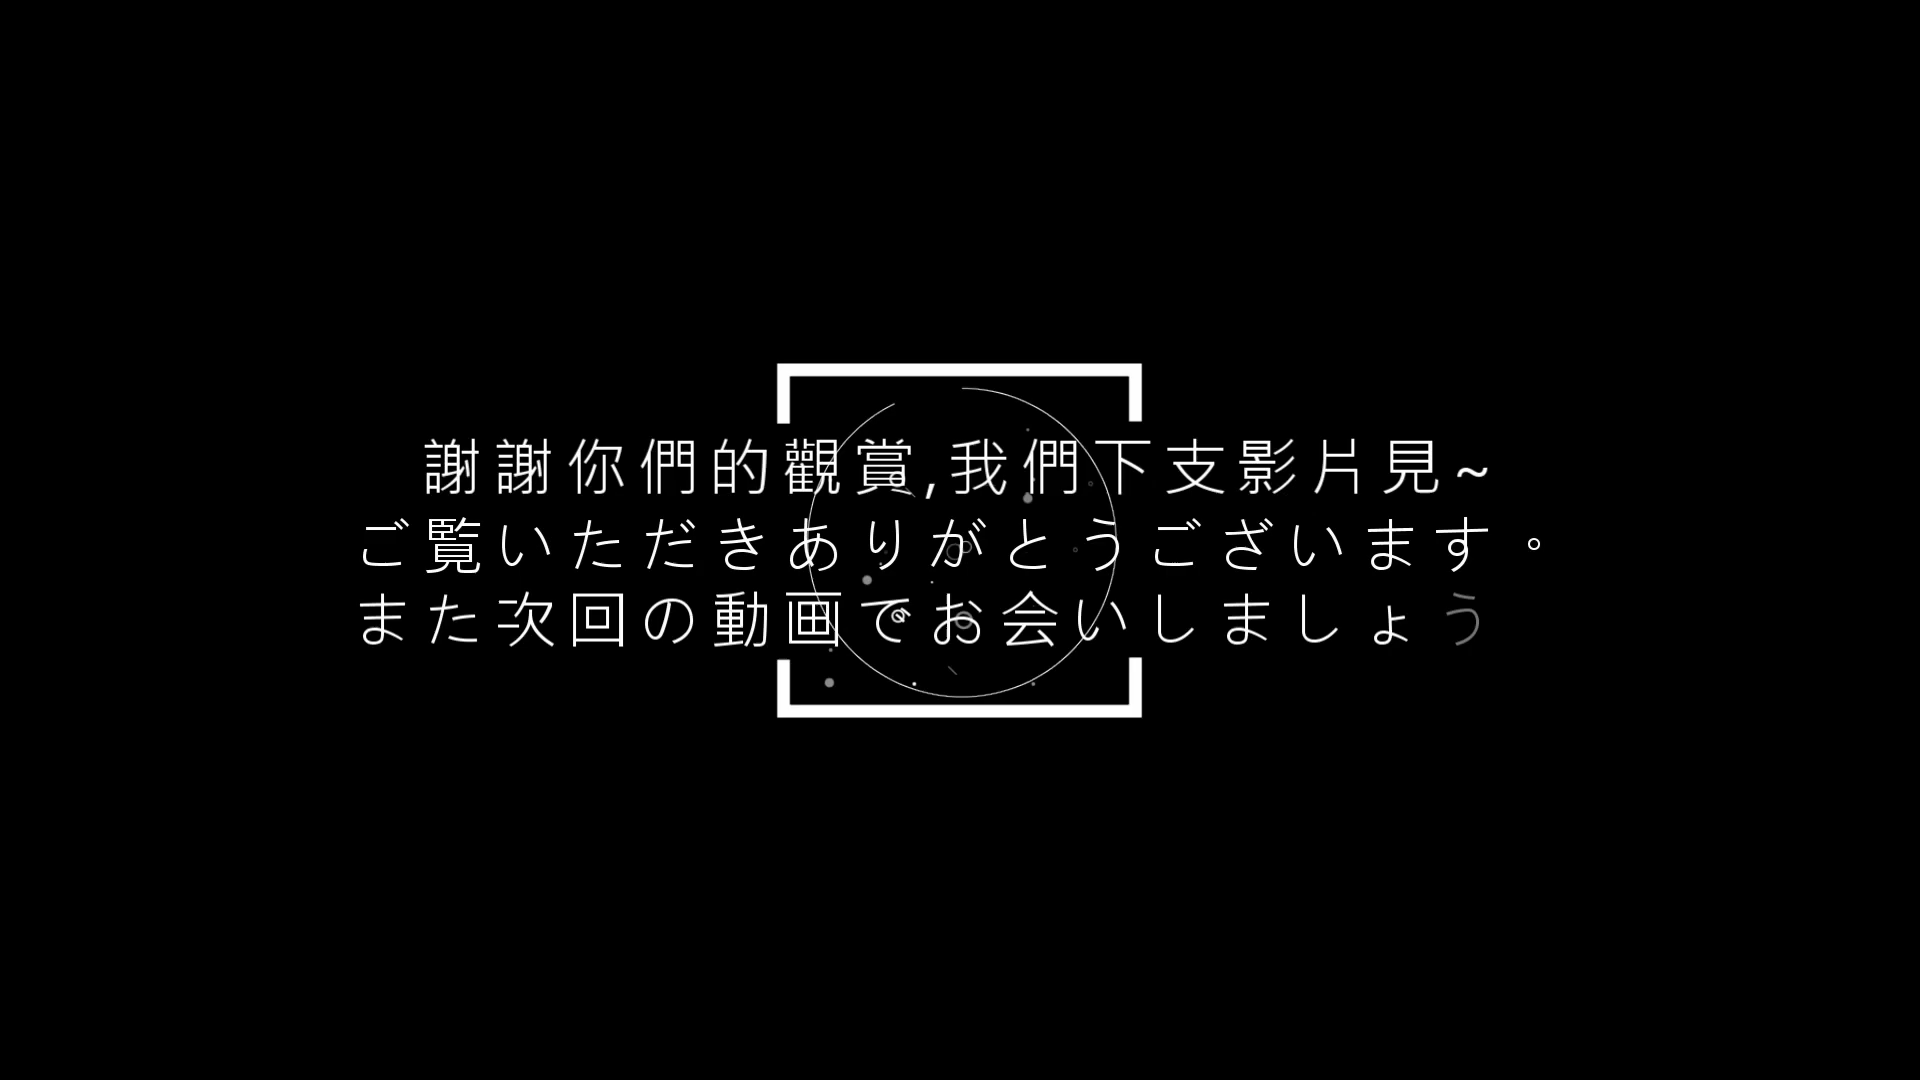 謝謝你們的觀賞,我們下支影片見~
ご覧いただきありがとうございます。
また次回の動画でお会いしましょう